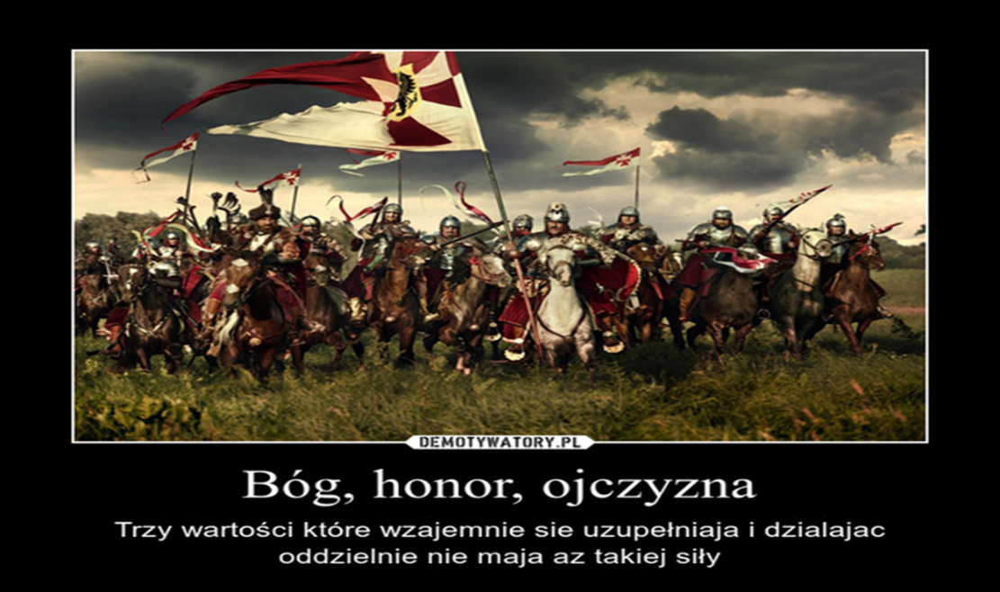 DEMOTYWATORY.PL
Bóg, honor, ojczyzna
Trzy wartości które wzajemnie sie uzupełniaja i dzialajac
oddzielnie nie maja az takiej siły